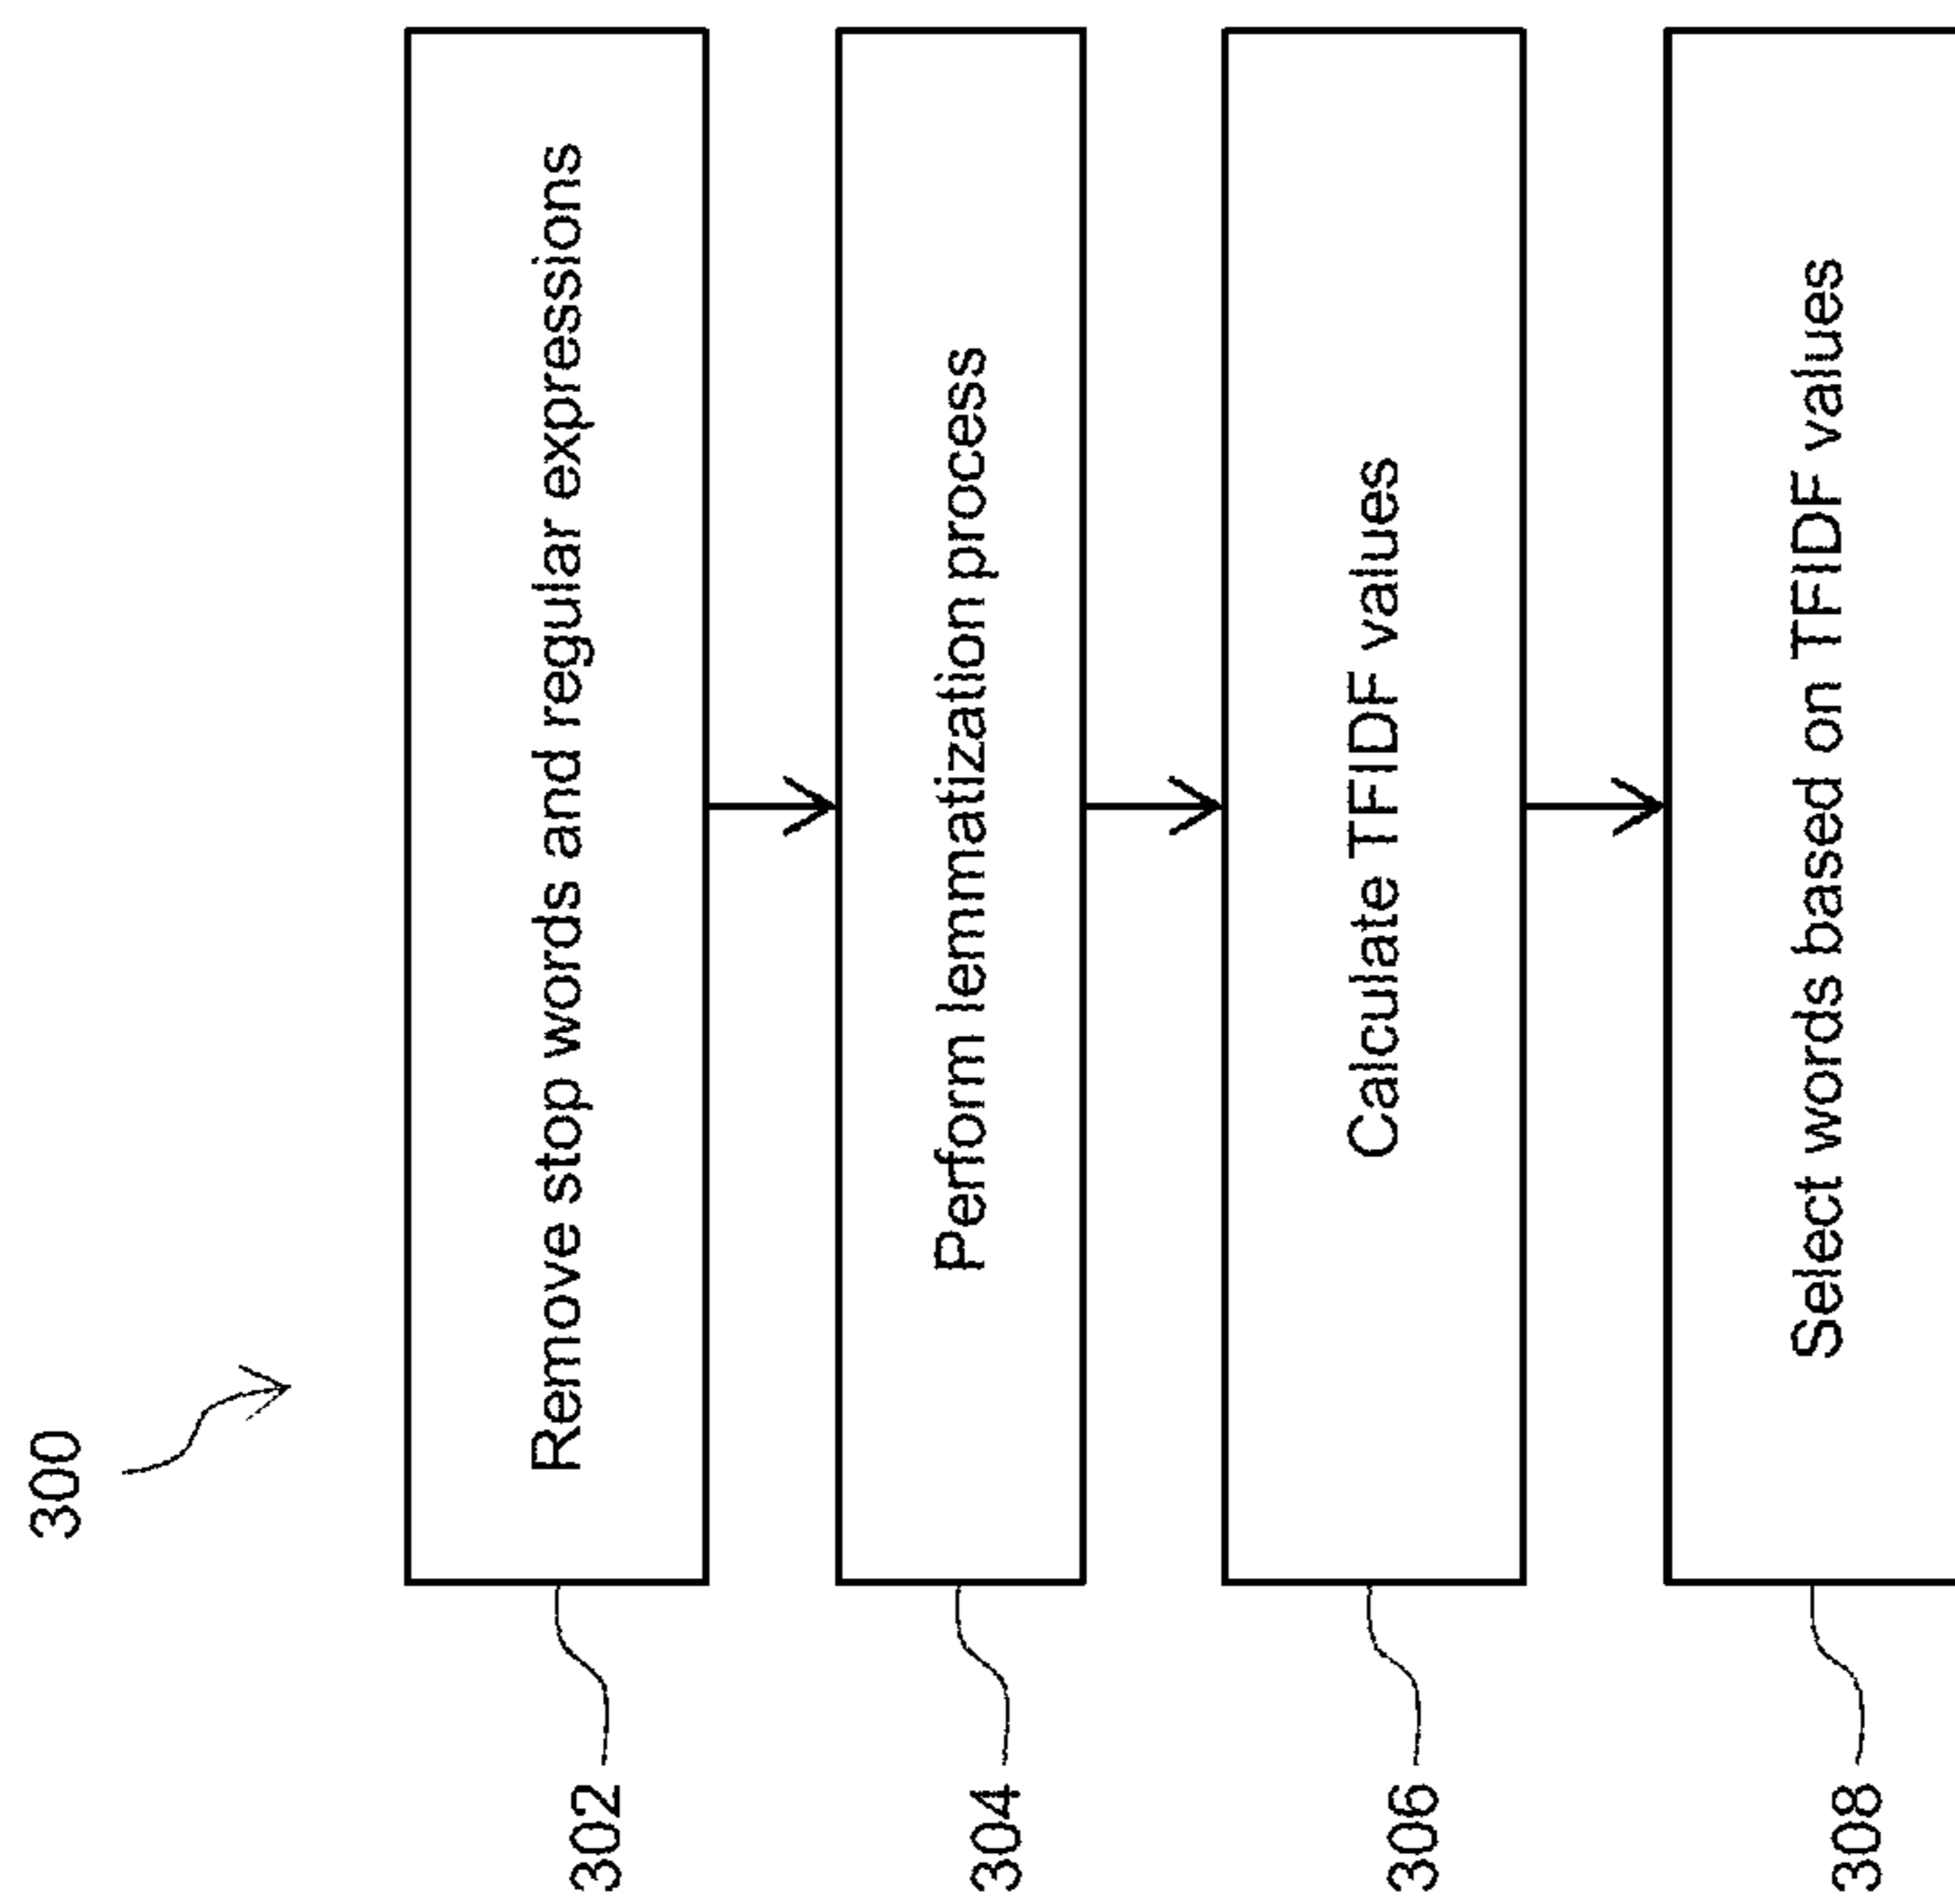 300
Remove stop words and regular expressions
302
Perform lemmatization process
304
Calculate TFIDF values
306
Select words based on TFIDF values
308